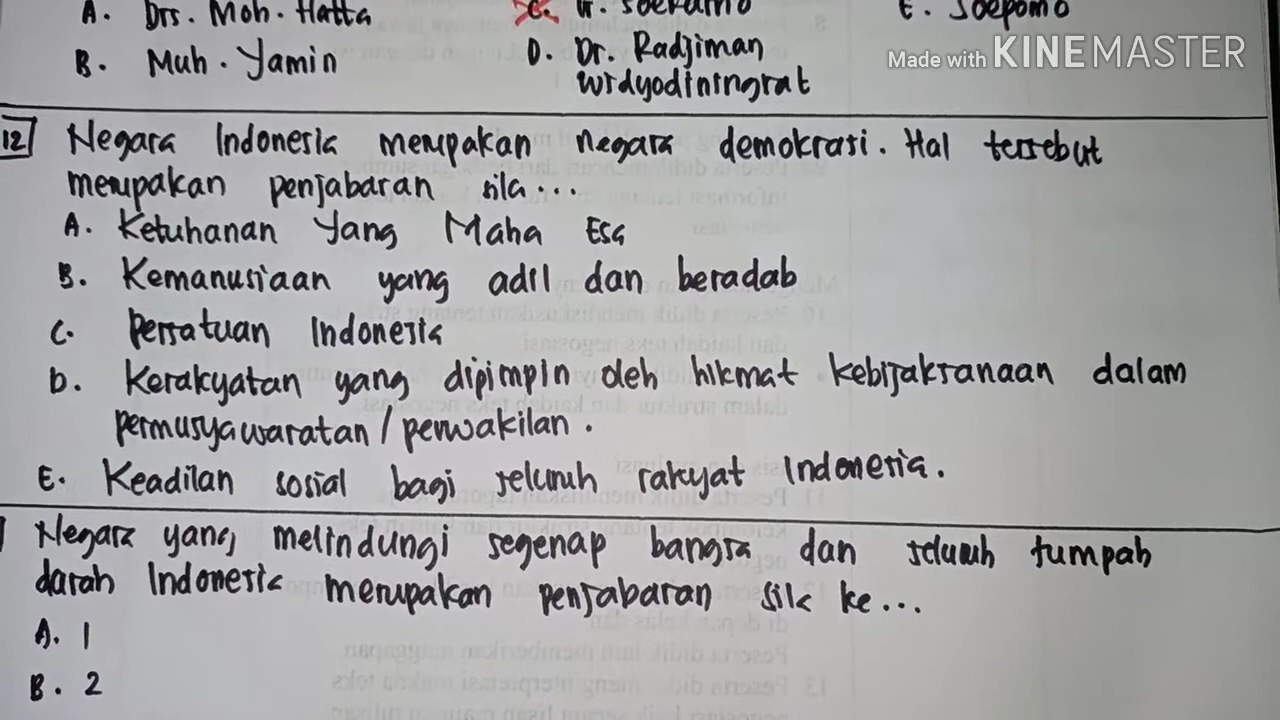 A. Drs. Moh. Hatta
C. Ir. Soekarno
E. Soepomo
B. Muh. Yamin
D. Dr. Radjiman
Widyodiningrat
Made with KINEMASTER
12 Negara Indonesia merupakan negara demokrasi. Hal tersebut
merupakan penjabaran sila...
A. Ketuhanan Yang Maha Esa
B. Kemanusiaan yang adil dan beradab
C. Persatuan Indonesia
D. Kerakyatan yang dipimpin oleh hikmat kebijaksanaan dalam
permusyawaratan / perwakilan.
E. Keadilan sosial bagi seluruh rakyat Indonesia.
Negara yang melindungi segenap bangsa dan seluruh tumpah
darah Indonesia merupakan penjabaran sila ke...
A. 1
B. 2